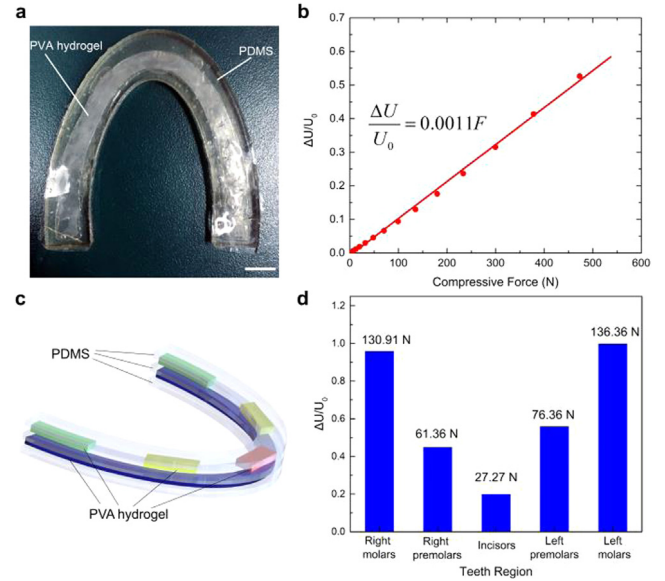 a
PVA hydrogel
PDMS
b
ΔU/U₀
0.7
0.6
0.5
0.4
0.3
0.2
0.1
0.0
ΔU/U₀ = 0.0011F
0 100 200 300 400 500 600
Compressive Force (N)
c
PDMS
PVA hydrogel
d
ΔU/U₀
1.2
1.0
0.8
0.6
0.4
0.2
0.0
130.91 N
61.36 N
27.27 N
76.36 N
136.36 N
Right molars
Right premolars
Incisors
Left premolars
Left molars
Teeth Region